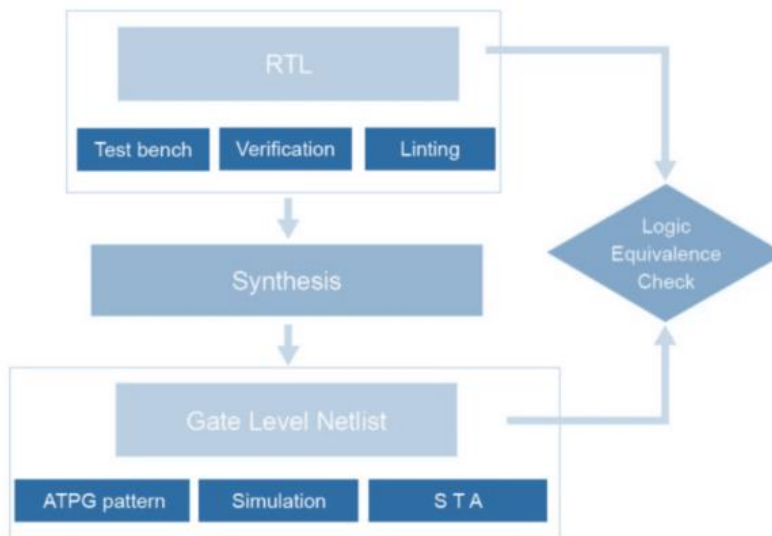 RTL
Test bench
Verification
Linting
Logic
Equivalence
Check
Synthesis
Gate Level Netlist
ATPG pattern
Simulation
S T A